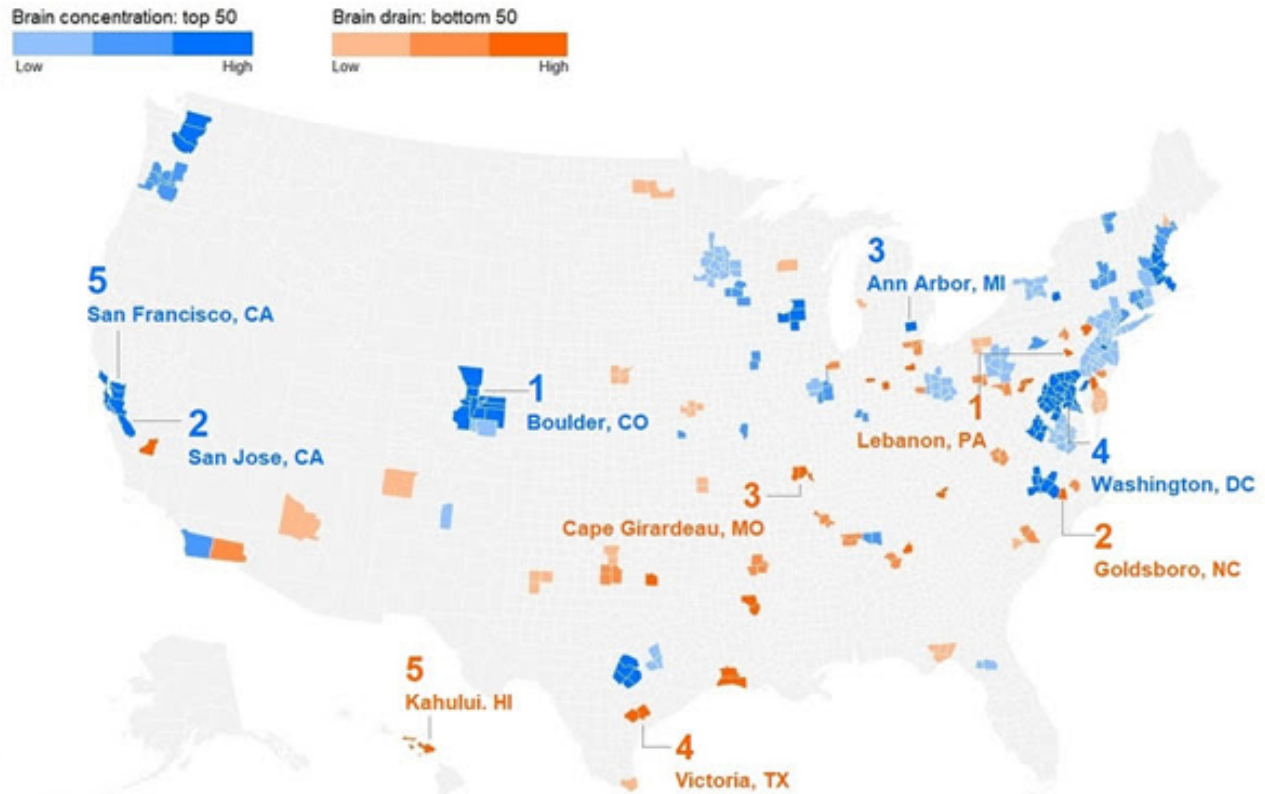 Brain concentration: top 50
Low High
Brain drain: bottom 50
Low High
5
San Francisco, CA
2
San Jose, CA
1
Boulder, CO
3
Ann Arbor, MI
1
Lebanon, PA
4
Washington, DC
3
Cape Girardeau, MO
2
Goldsboro, NC
5
Kahului. HI
4
Victoria, TX